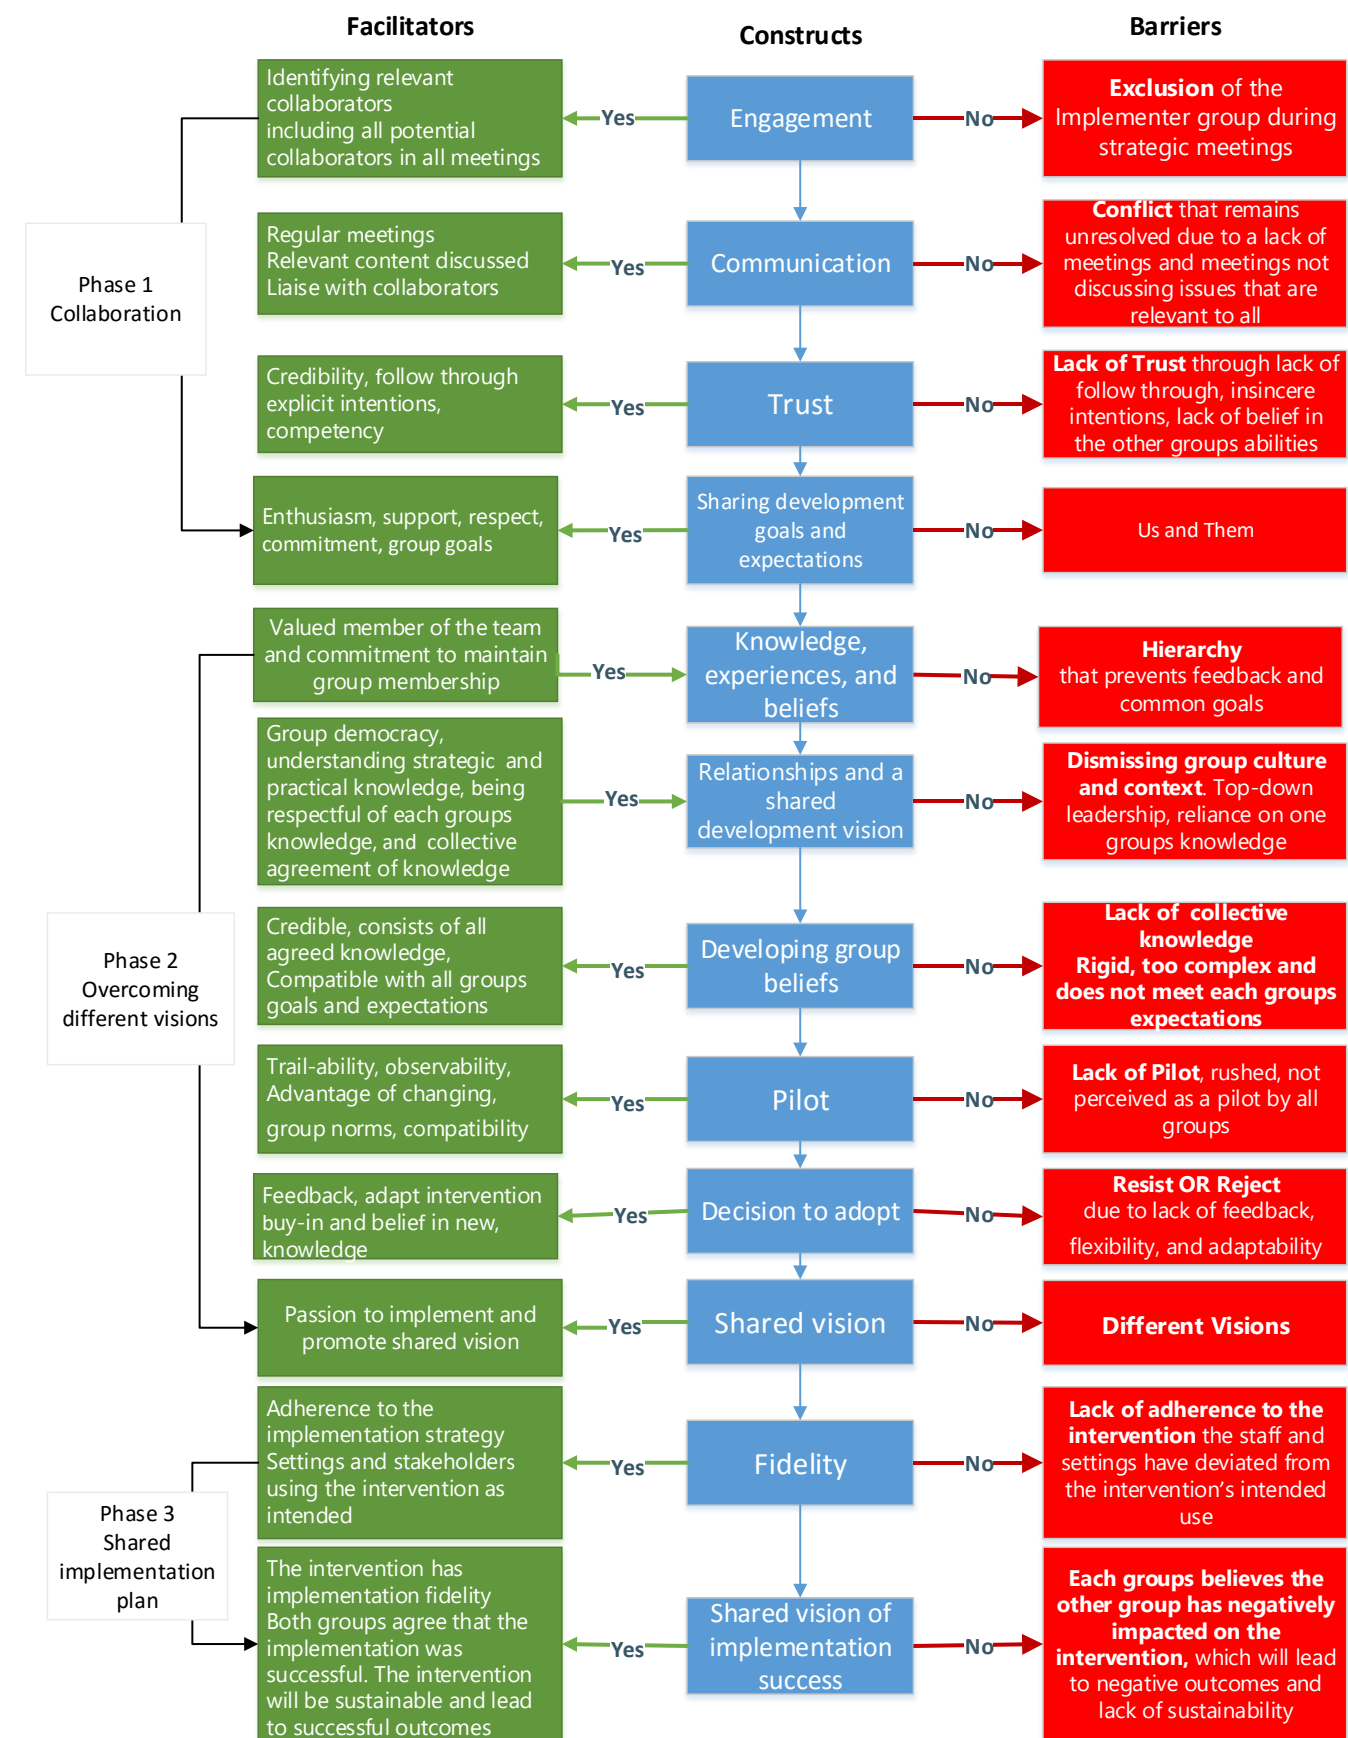 Facilitators
Constructs
Barriers
Identifying relevant
collaborators
including all potential
collaborators in all meetings
Yes
Engagement
No
Exclusion of the
Implementer group during
strategic meetings
Phase 1
Collaboration
Regular meetings
Relevant content discussed
Liaise with collaborators
Yes
Communication
No
Conflict that remains
unresolved due to a lack of
meetings and meetings not
discussing issues that are
relevant to all
Credibility, follow through
explicit intentions,
competency
Yes
Trust
No
Lack of Trust through lack of
follow through, insincere
intentions, lack of belief in
the other groups abilities
Enthusiasm, support, respect,
commitment, group goals
Yes
Sharing development
goals and
expectations
No
Us and Them
Valued member of the team
and commitment to maintain
group membership
Yes
Knowledge,
experiences, and
beliefs
No
Hierarchy
that prevents feedback and
common goals
Group democracy,
understanding strategic and
practical knowledge, being
respectful of each groups
knowledge, and collective
agreement of knowledge
Yes
Relationships and a
shared
development vision
No
Dismissing group culture
and context. Top-down
leadership, reliance on one
groups knowledge
Phase 2
Overcoming
different visions
Credible, consists of all
agreed knowledge,
Compatible with all groups
goals and expectations
Yes
Developing group
beliefs
No
Lack of collective
knowledge
Rigid, too complex and
does not meet each groups
expectations
Trail-ability, observability,
Advantage of changing,
group norms, compatibility
Yes
Pilot
No
Lack of Pilot, rushed, not
perceived as a pilot by all
groups
Feedback, adapt intervention
buy-in and belief in new,
knowledge
Yes
Decision to adopt
No
Resist OR Reject
due to lack of feedback,
flexibility, and adaptability
Passion to implement and
promote shared vision
Yes
Shared vision
No
Different Visions
Phase 3
Shared
implementation
plan
Adherence to the
implementation strategy
Settings and stakeholders
using the intervention as
intended
Yes
Fidelity
No
Lack of adherence to the
intervention the staff and
settings have deviated from
the intervention’s intended
use
The intervention has
implementation fidelity
Both groups agree that the
implementation was
successful. The intervention
will be sustainable and lead
to successful outcomes
Yes
Shared vision of
implementation
success
No
Each groups believes the
other group has negatively
impacted on the
intervention, which will lead
to negative outcomes and
lack of sustainability